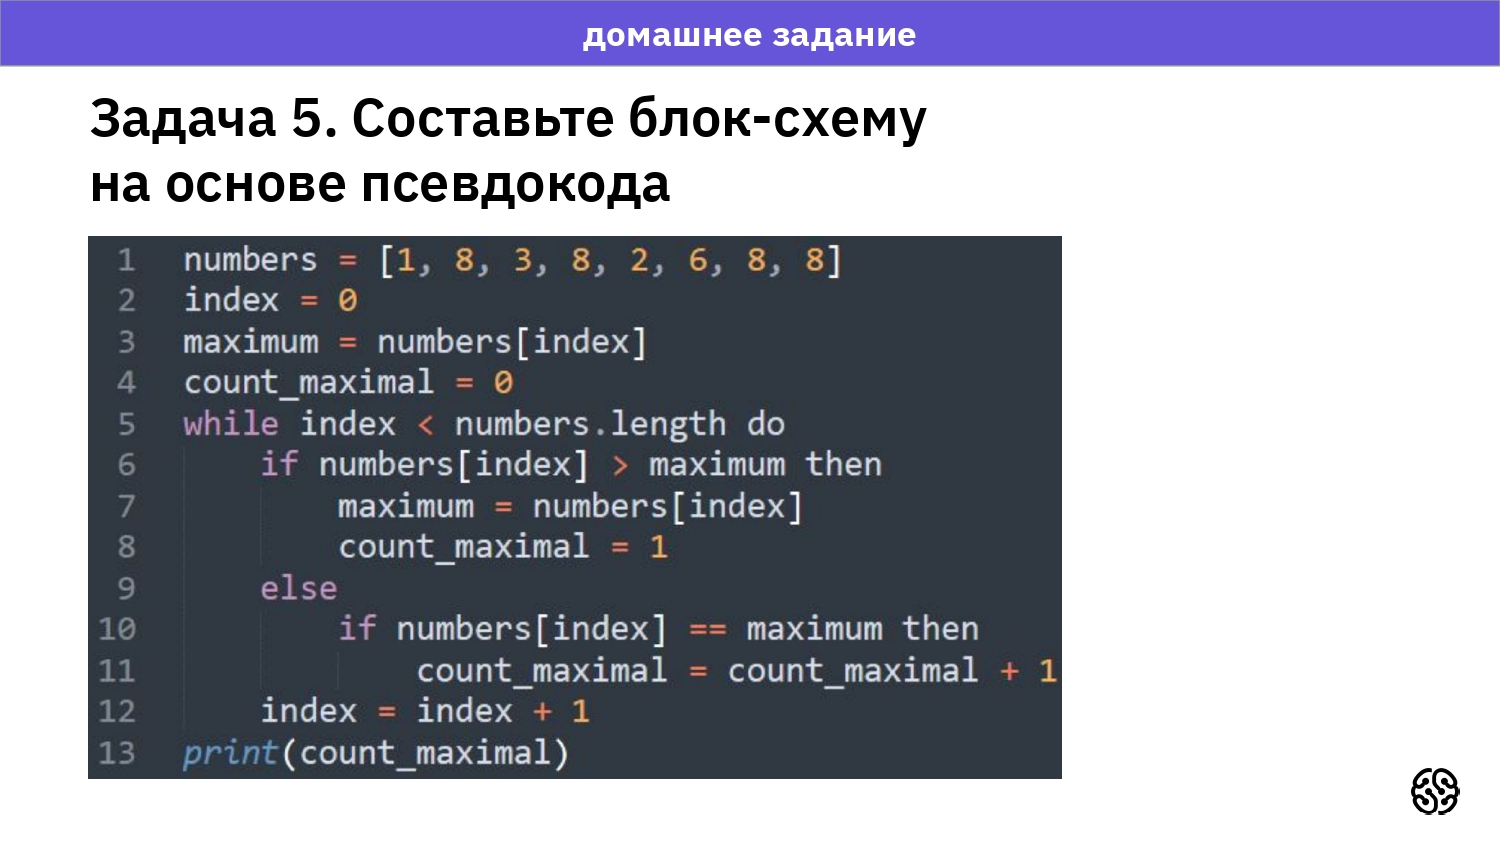 домашнее задание
Задача 5. Составьте блок-схему
на основе псевдокода
1 numbers = [1, 8, 3, 8, 2, 6, 8, 8]
2 index = 0
3 maximum = numbers[index]
4 count_maximal = 0
5 while index < numbers.length do
6 if numbers[index] > maximum then
7 maximum = numbers[index]
8 count_maximal = 1
9 else
10 if numbers[index] == maximum then
11 count_maximal = count_maximal + 1
12 index = index + 1
13 print(count_maximal)